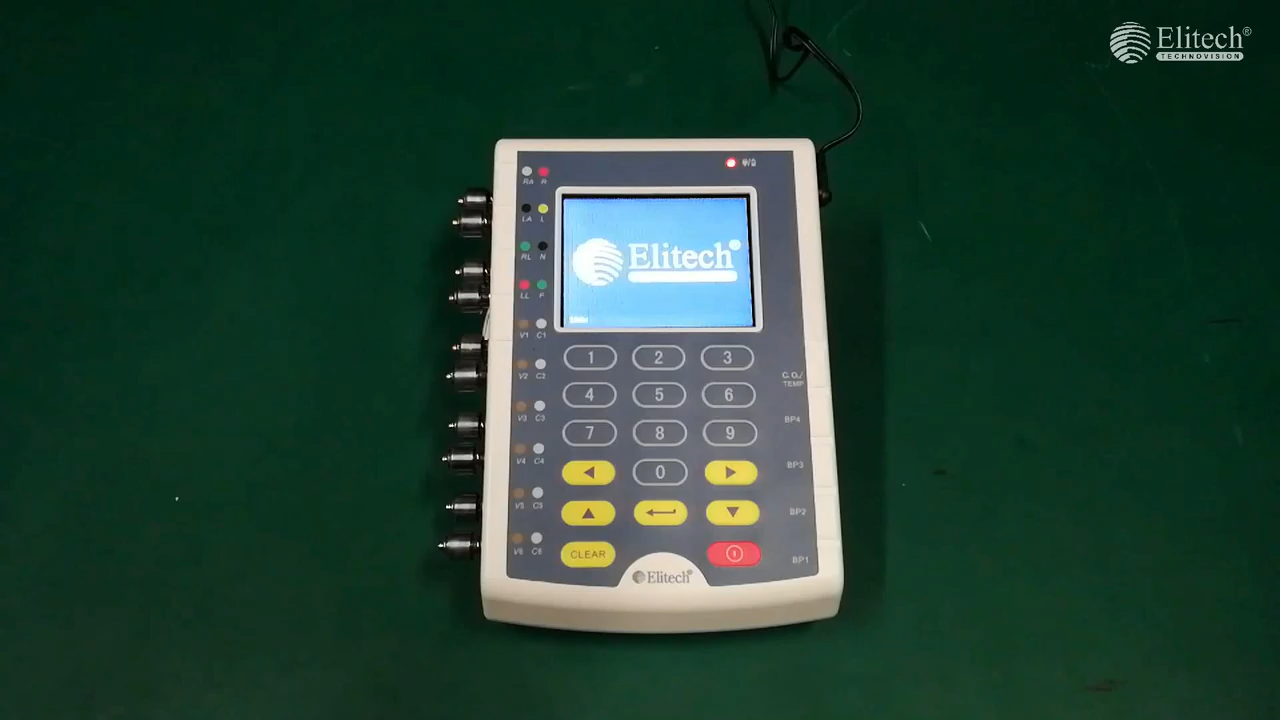 Elitech®
TECHNOVISION
RA R
LA L
RL N
LL F
V1 C1
V2 C2
V3 C3
V4 C4
V5 C5
V6 C6
Elitech
1 2 3
4 5 6
7 8 9
0
CLEAR
C.O./
TEMP
BP4
BP3
BP2
BP1
Elitech®